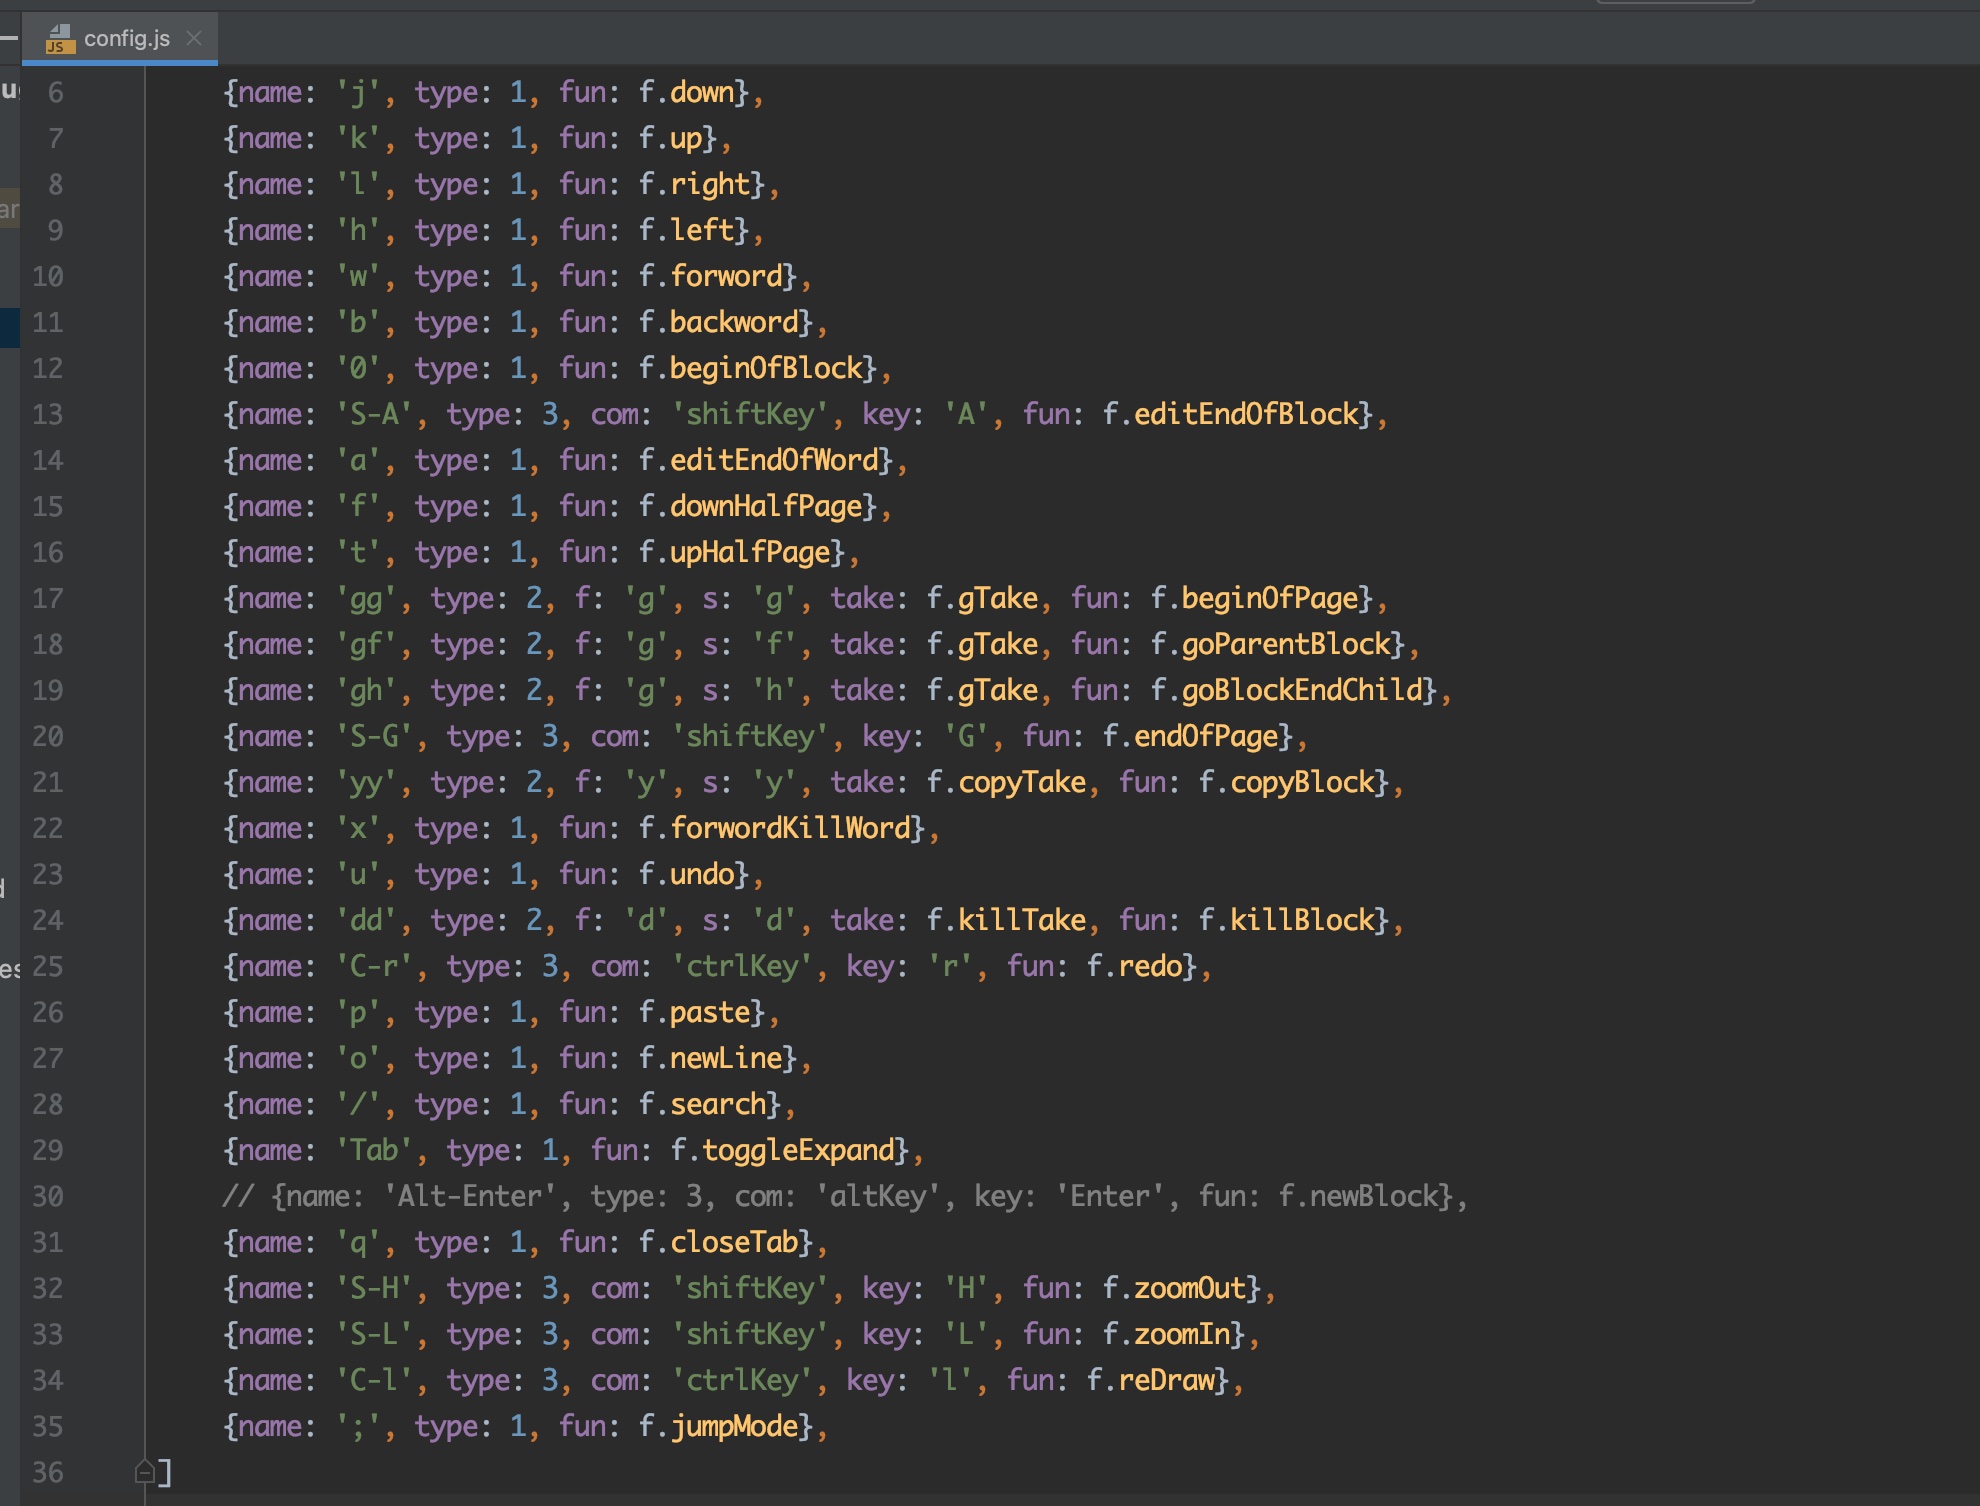 JS config.js
6 {name: 'j', type: 1, fun: f.down},
7 {name: 'k', type: 1, fun: f.up},
8 {name: 'l', type: 1, fun: f.right},
9 {name: 'h', type: 1, fun: f.left},
10 {name: 'w', type: 1, fun: f.forword},
11 {name: 'b', type: 1, fun: f.backword},
12 {name: '0', type: 1, fun: f.beginOfBlock},
13 {name: 'S-A', type: 3, com: 'shiftKey', key: 'A', fun: f.editEndOfBlock},
14 {name: 'a', type: 1, fun: f.editEndOfWord},
15 {name: 'f', type: 1, fun: f.downHalfPage},
16 {name: 't', type: 1, fun: f.upHalfPage},
17 {name: 'gg', type: 2, f: 'g', s: 'g', take: f.gTake, fun: f.beginOfPage},
18 {name: 'gf', type: 2, f: 'g', s: 'f', take: f.gTake, fun: f.goParentBlock},
19 {name: 'gh', type: 2, f: 'g', s: 'h', take: f.gTake, fun: f.goBlockEndChild},
20 {name: 'S-G', type: 3, com: 'shiftKey', key: 'G', fun: f.endOfPage},
21 {name: 'yy', type: 2, f: 'y', s: 'y', take: f.copyTake, fun: f.copyBlock},
22 {name: 'x', type: 1, fun: f.forwordKillWord},
23 {name: 'u', type: 1, fun: f.undo},
24 {name: 'dd', type: 2, f: 'd', s: 'd', take: f.killTake, fun: f.killBlock},
25 {name: 'C-r', type: 3, com: 'ctrlKey', key: 'r', fun: f.redo},
26 {name: 'p', type: 1, fun: f.paste},
27 {name: 'o', type: 1, fun: f.newLine},
28 {name: '/', type: 1, fun: f.search},
29 {name: 'Tab', type: 1, fun: f.toggleExpand},
30 // {name: 'Alt-Enter', type: 3, com: 'altKey', key: 'Enter', fun: f.newBlock},
31 {name: 'q', type: 1, fun: f.closeTab},
32 {name: 'S-H', type: 3, com: 'shiftKey', key: 'H', fun: f.zoomOut},
33 {name: 'S-L', type: 3, com: 'shiftKey', key: 'L', fun: f.zoomIn},
34 {name: 'C-l', type: 3, com: 'ctrlKey', key: 'l', fun: f.reDraw},
35 {name: ';', type: 1, fun: f.jumpMode},
36 ]